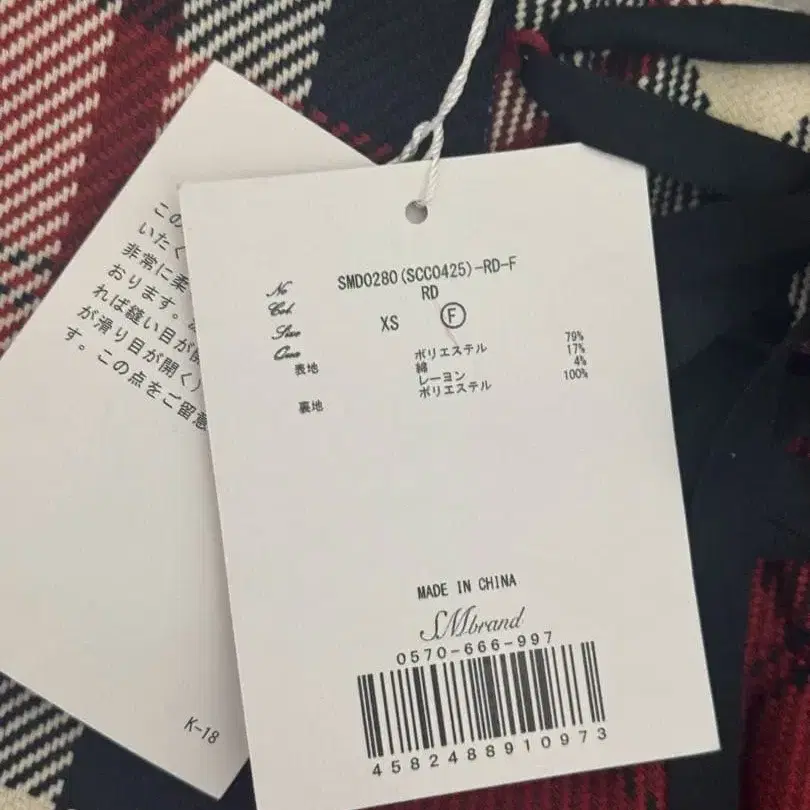 この
いたく
非常に柔
おります。
れば縫い目が
が滑り目が開く)
す。この点をご留意
K-18
No SMD0280(SCC0425)-RD-F
Col RD
Size XS Ⓕ
Qua
表地 ポリエステル 79%
綿 17%
レーヨン 4%
裏地 ポリエステル 100%
MADE IN CHINA
SMbrand
0570-666-997
4582488910973